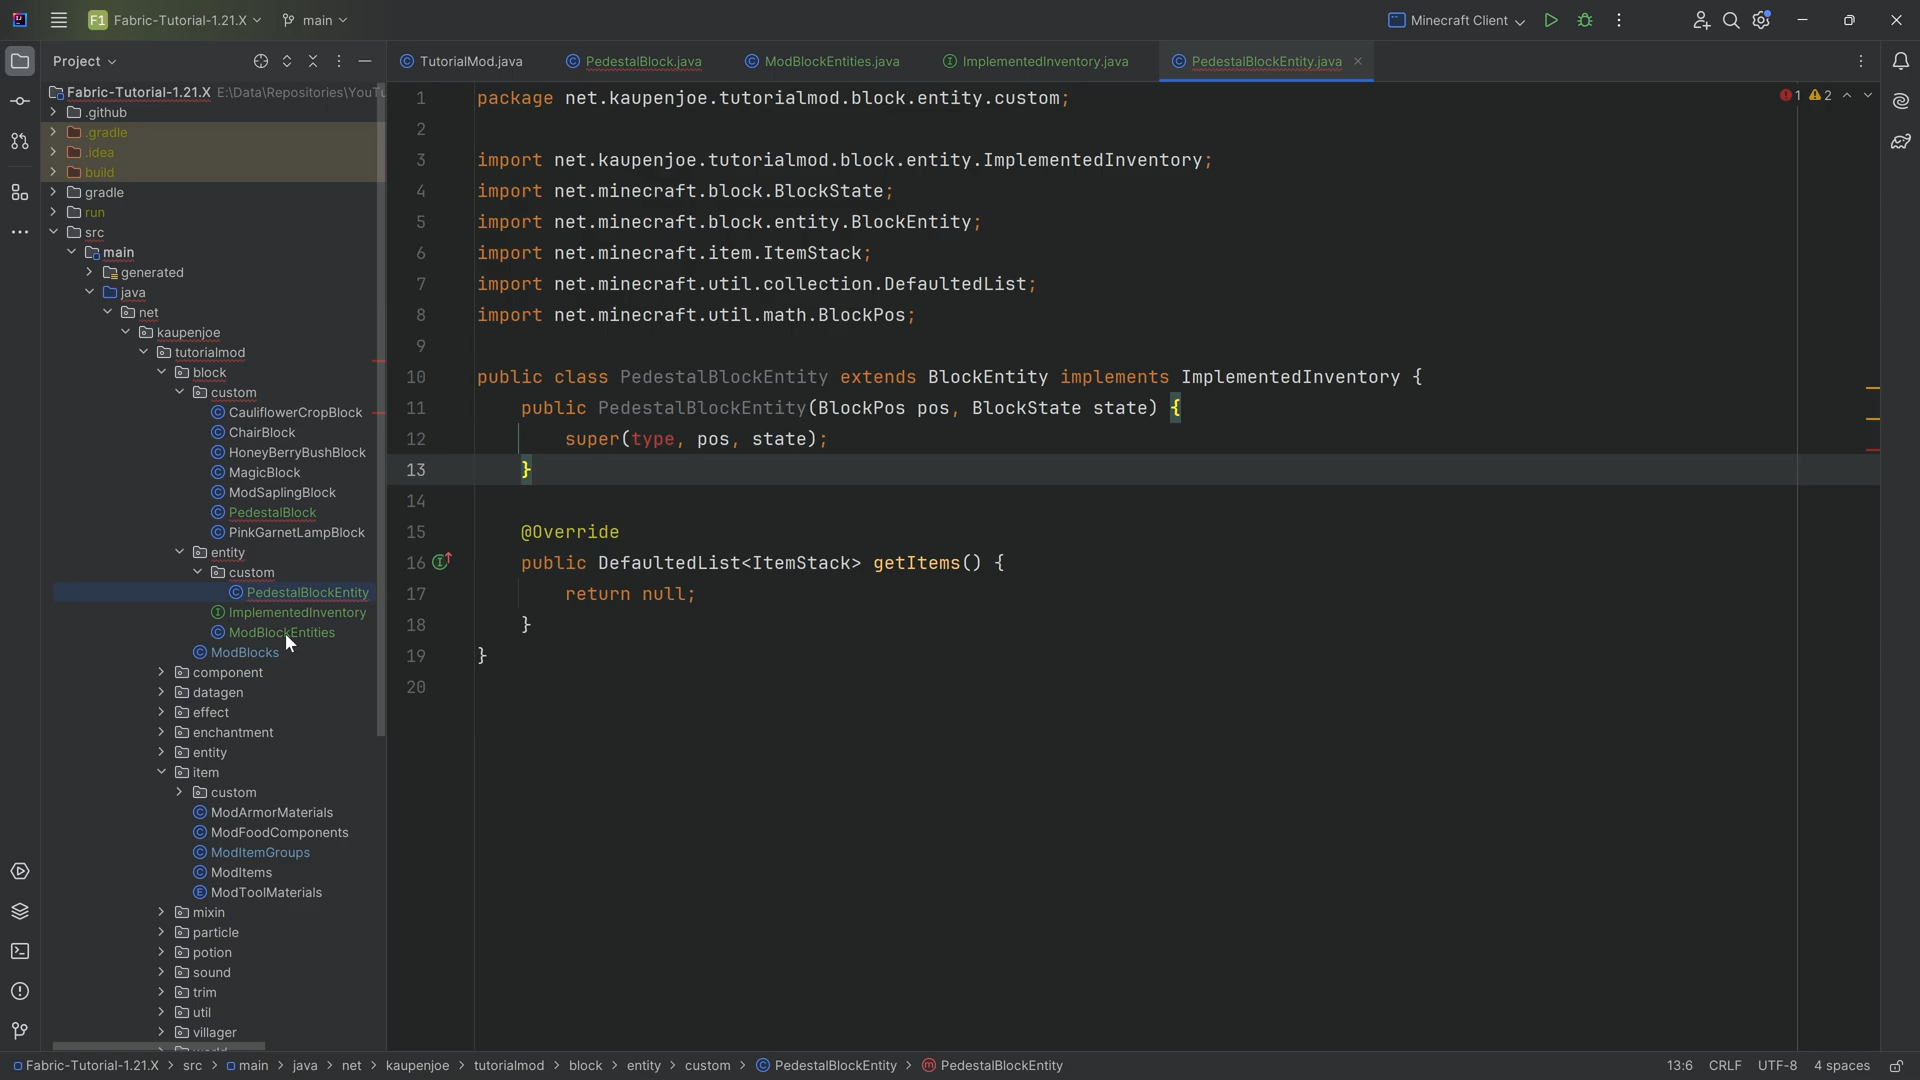 F1 Fabric-Tutorial-1.21.X main Minecraft Client
Project
TutorialMod.java PedestalBlock.java ModBlockEntities.java ImplementedInventory.java PedestalBlockEntity.java
Fabric-Tutorial-1.21.X E:\Data\Repositories\YouTu
.github
.gradle
.idea
build
gradle
run
src
main
generated
java
net
kaupenjoe
tutorialmod
block
custom
CauliflowerCropBlock
ChairBlock
HoneyBerryBushBlock
MagicBlock
ModSaplingBlock
PedestalBlock
PinkGarnetLampBlock
entity
custom
PedestalBlockEntity
ImplementedInventory
ModBlockEntities
ModBlocks
component
datagen
effect
enchantment
entity
item
custom
ModArmorMaterials
ModFoodComponents
ModItemGroups
ModItems
ModToolMaterials
mixin
particle
potion
sound
trim
util
villager
1 package net.kaupenjoe.tutorialmod.block.entity.custom;
2
3 import net.kaupenjoe.tutorialmod.block.entity.ImplementedInventory;
4 import net.minecraft.block.BlockState;
5 import net.minecraft.block.entity.BlockEntity;
6 import net.minecraft.item.ItemStack;
7 import net.minecraft.util.collection.DefaultedList;
8 import net.minecraft.util.math.BlockPos;
9
10 public class PedestalBlockEntity extends BlockEntity implements ImplementedInventory {
11 public PedestalBlockEntity(BlockPos pos, BlockState state) {
12 super(type, pos, state);
13 }
14
15 @Override
16 public DefaultedList<ItemStack> getItems() {
17 return null;
18 }
19 }
20
1 2
Fabric-Tutorial-1.21.X > src > main > java > net > kaupenjoe > tutorialmod > block > entity > custom > PedestalBlockEntity > PedestalBlockEntity 13:6 CRLF UTF-8 4 spaces